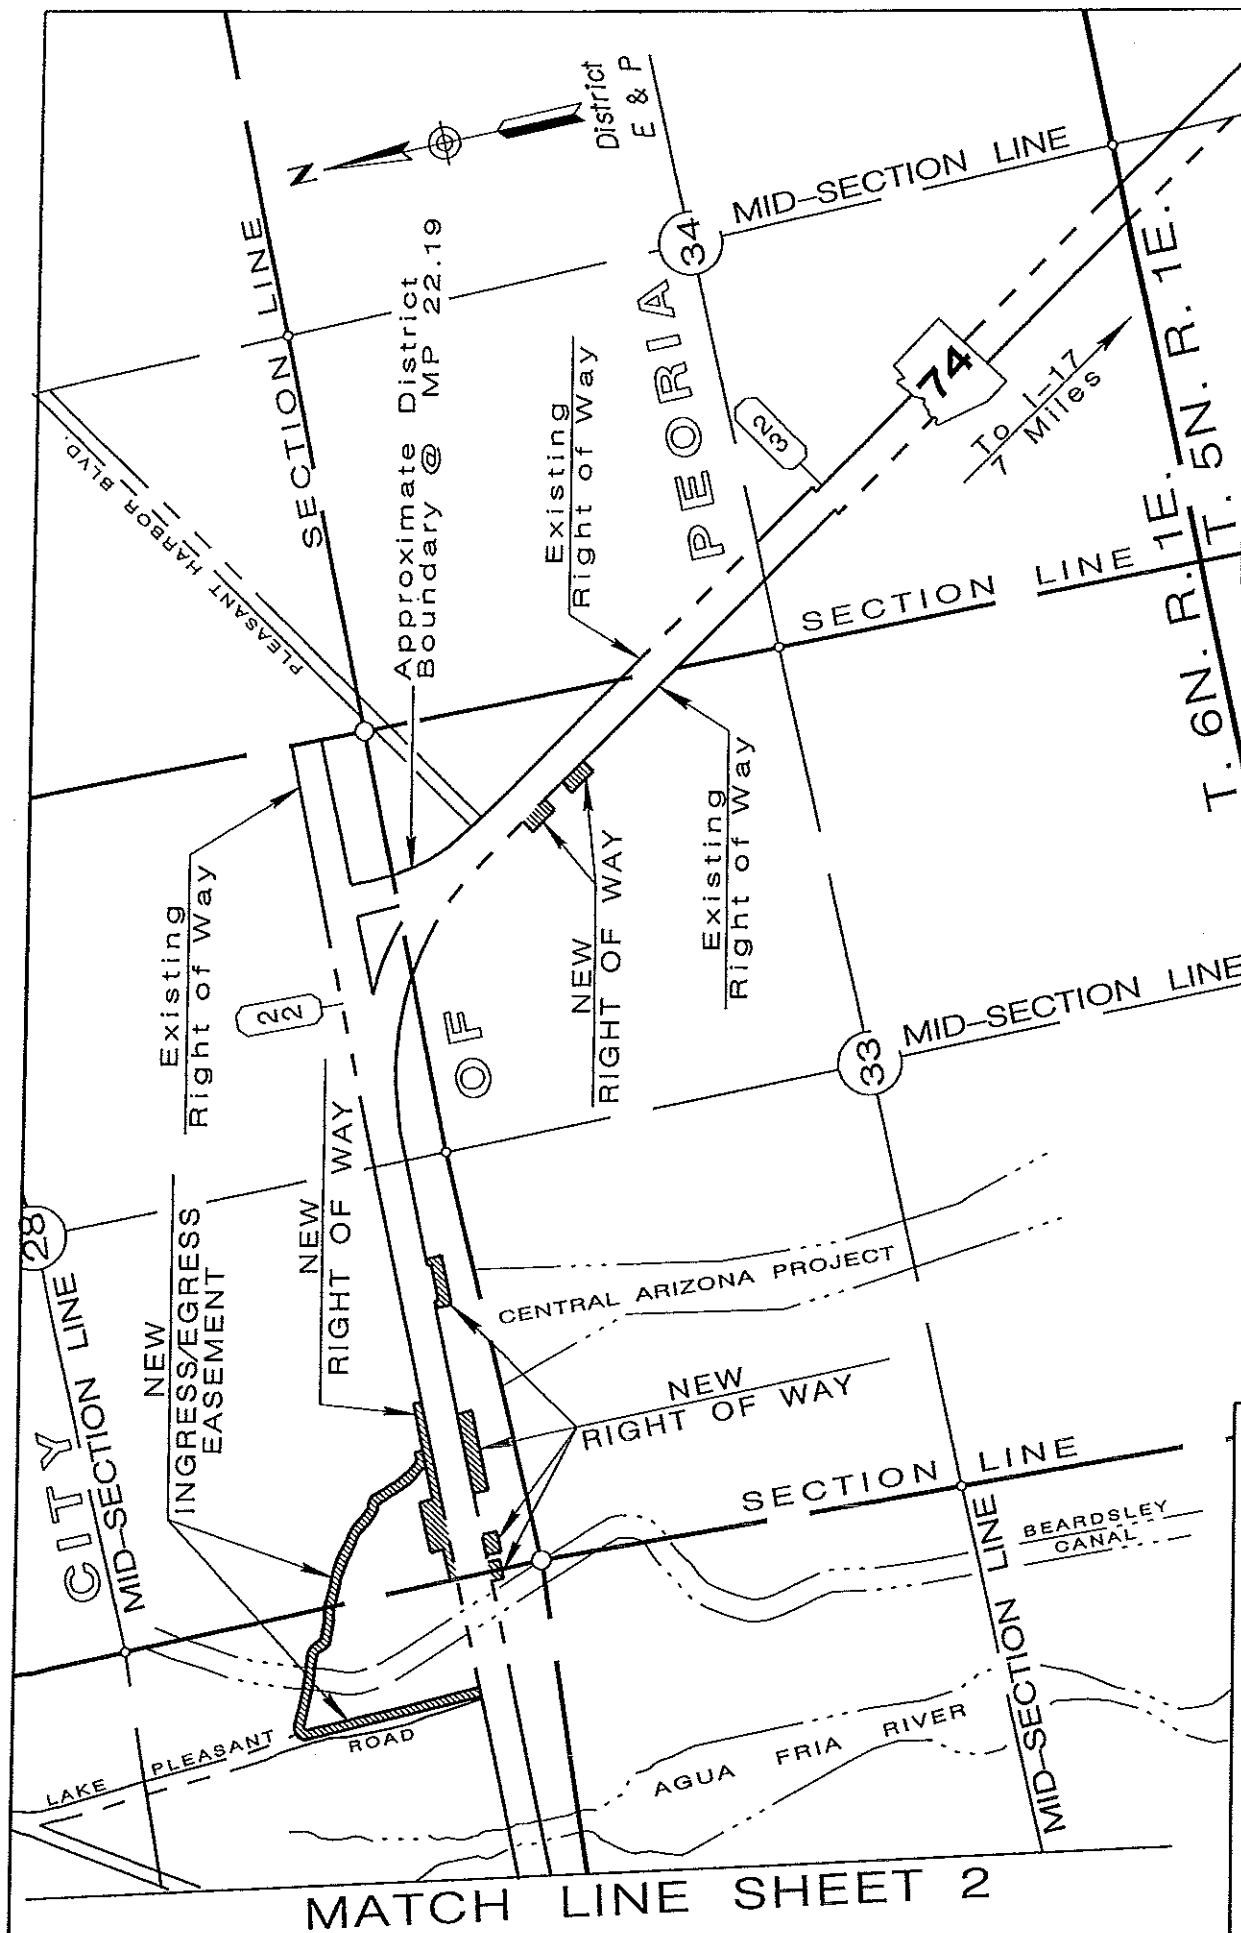 SECTION LINE
N
District
E & P
Approximate District
Boundary @ MP 22.19
34
MID-SECTION LINE
PLEASANT HARBOR BLVD.
Existing
Right of Way
CITY OF PEORIA
23
74
To I-17
7 Miles
SECTION LINE
T. 6N. R. 1E.
T. 5N. R. 1E.
Existing
Right of Way
22
NEW
RIGHT OF WAY
Existing
Right of Way
33
MID-SECTION LINE
28
MID-SECTION LINE
NEW
INGRESS/EGRESS
EASEMENT
NEW
RIGHT OF WAY
CENTRAL ARIZONA PROJECT
NEW
RIGHT OF WAY
SECTION LINE
MID-SECTION LINE
BEARDSLEY
CANAL
LAKE PLEASANT ROAD
AGUA FRIA RIVER
MATCH LINE SHEET 2